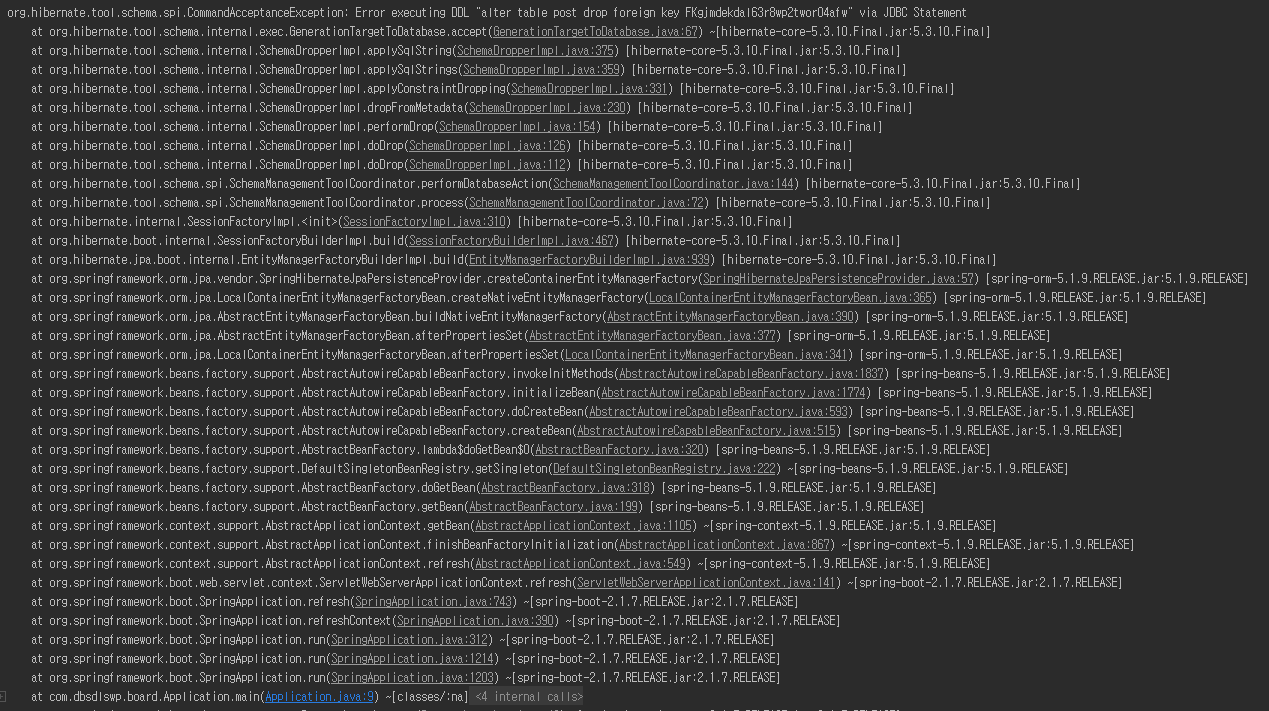 org.hibernate.tool.schema.spi.CommandAcceptanceException: Error executing DDL "alter table post drop foreign key FKgimdekdal63r8wp2twor04afw" via JDBC Statement
at org.hibernate.tool.schema.internal.exec.GenerationTargetToDatabase.accept(GenerationTargetToDatabase.java:67) ~[hibernate-core-5.3.10.Final.jar:5.3.10.Final]
at org.hibernate.tool.schema.internal.SchemaDropperImpl.applySqlString(SchemaDropperImpl.java:375) [hibernate-core-5.3.10.Final.jar:5.3.10.Final]
at org.hibernate.tool.schema.internal.SchemaDropperImpl.applySqlStrings(SchemaDropperImpl.java:359) [hibernate-core-5.3.10.Final.jar:5.3.10.Final]
at org.hibernate.tool.schema.internal.SchemaDropperImpl.applyConstraintDropping(SchemaDropperImpl.java:331) [hibernate-core-5.3.10.Final.jar:5.3.10.Final]
at org.hibernate.tool.schema.internal.SchemaDropperImpl.dropFromMetadata(SchemaDropperImpl.java:230) [hibernate-core-5.3.10.Final.jar:5.3.10.Final]
at org.hibernate.tool.schema.internal.SchemaDropperImpl.performDrop(SchemaDropperImpl.java:154) [hibernate-core-5.3.10.Final.jar:5.3.10.Final]
at org.hibernate.tool.schema.internal.SchemaDropperImpl.doDrop(SchemaDropperImpl.java:126) [hibernate-core-5.3.10.Final.jar:5.3.10.Final]
at org.hibernate.tool.schema.internal.SchemaDropperImpl.doDrop(SchemaDropperImpl.java:112) [hibernate-core-5.3.10.Final.jar:5.3.10.Final]
at org.hibernate.tool.schema.spi.SchemaManagementToolCoordinator.performDatabaseAction(SchemaManagementToolCoordinator.java:144) [hibernate-core-5.3.10.Final.jar:5.3.10.Final]
at org.hibernate.tool.schema.spi.SchemaManagementToolCoordinator.process(SchemaManagementToolCoordinator.java:72) [hibernate-core-5.3.10.Final.jar:5.3.10.Final]
at org.hibernate.internal.SessionFactoryImpl.<init>(SessionFactoryImpl.java:310) [hibernate-core-5.3.10.Final.jar:5.3.10.Final]
at org.hibernate.boot.internal.SessionFactoryBuilderImpl.build(SessionFactoryBuilderImpl.java:467) [hibernate-core-5.3.10.Final.jar:5.3.10.Final]
at org.hibernate.jpa.boot.internal.EntityManagerFactoryBuilderImpl.build(EntityManagerFactoryBuilderImpl.java:939) [hibernate-core-5.3.10.Final.jar:5.3.10.Final]
at org.springframework.orm.jpa.vendor.SpringHibernateJpaPersistenceProvider.createContainerEntityManagerFactory(SpringHibernateJpaPersistenceProvider.java:57) [spring-orm-5.1.9.RELEASE.jar:5.1.9.RELEASE]
at org.springframework.orm.jpa.LocalContainerEntityManagerFactoryBean.createNativeEntityManagerFactory(LocalContainerEntityManagerFactoryBean.java:365) [spring-orm-5.1.9.RELEASE.jar:5.1.9.RELEASE]
at org.springframework.orm.jpa.AbstractEntityManagerFactoryBean.buildNativeEntityManagerFactory(AbstractEntityManagerFactoryBean.java:390) [spring-orm-5.1.9.RELEASE.jar:5.1.9.RELEASE]
at org.springframework.orm.jpa.AbstractEntityManagerFactoryBean.afterPropertiesSet(AbstractEntityManagerFactoryBean.java:377) [spring-orm-5.1.9.RELEASE.jar:5.1.9.RELEASE]
at org.springframework.orm.jpa.LocalContainerEntityManagerFactoryBean.afterPropertiesSet(LocalContainerEntityManagerFactoryBean.java:341) [spring-orm-5.1.9.RELEASE.jar:5.1.9.RELEASE]
at org.springframework.beans.factory.support.AbstractAutowireCapableBeanFactory.invokeInitMethods(AbstractAutowireCapableBeanFactory.java:1837) [spring-beans-5.1.9.RELEASE.jar:5.1.9.RELEASE]
at org.springframework.beans.factory.support.AbstractAutowireCapableBeanFactory.initializeBean(AbstractAutowireCapableBeanFactory.java:1774) [spring-beans-5.1.9.RELEASE.jar:5.1.9.RELEASE]
at org.springframework.beans.factory.support.AbstractAutowireCapableBeanFactory.doCreateBean(AbstractAutowireCapableBeanFactory.java:593) [spring-beans-5.1.9.RELEASE.jar:5.1.9.RELEASE]
at org.springframework.beans.factory.support.AbstractAutowireCapableBeanFactory.createBean(AbstractAutowireCapableBeanFactory.java:515) [spring-beans-5.1.9.RELEASE.jar:5.1.9.RELEASE]
at org.springframework.beans.factory.support.AbstractBeanFactory.lambda$doGetBean$0(AbstractBeanFactory.java:320) [spring-beans-5.1.9.RELEASE.jar:5.1.9.RELEASE]
at org.springframework.beans.factory.support.DefaultSingletonBeanRegistry.getSingleton(DefaultSingletonBeanRegistry.java:222) ~[spring-beans-5.1.9.RELEASE.jar:5.1.9.RELEASE]
at org.springframework.beans.factory.support.AbstractBeanFactory.doGetBean(AbstractBeanFactory.java:318) [spring-beans-5.1.9.RELEASE.jar:5.1.9.RELEASE]
at org.springframework.beans.factory.support.AbstractBeanFactory.getBean(AbstractBeanFactory.java:199) [spring-beans-5.1.9.RELEASE.jar:5.1.9.RELEASE]
at org.springframework.context.support.AbstractApplicationContext.getBean(AbstractApplicationContext.java:1105) ~[spring-context-5.1.9.RELEASE.jar:5.1.9.RELEASE]
at org.springframework.context.support.AbstractApplicationContext.finishBeanFactoryInitialization(AbstractApplicationContext.java:867) ~[spring-context-5.1.9.RELEASE.jar:5.1.9.RELEASE]
at org.springframework.context.support.AbstractApplicationContext.refresh(AbstractApplicationContext.java:549) ~[spring-context-5.1.9.RELEASE.jar:5.1.9.RELEASE]
at org.springframework.boot.web.servlet.context.ServletWebServerApplicationContext.refresh(ServletWebServerApplicationContext.java:141) ~[spring-boot-2.1.7.RELEASE.jar:2.1.7.RELEASE]
at org.springframework.boot.SpringApplication.refresh(SpringApplication.java:743) ~[spring-boot-2.1.7.RELEASE.jar:2.1.7.RELEASE]
at org.springframework.boot.SpringApplication.refreshContext(SpringApplication.java:390) ~[spring-boot-2.1.7.RELEASE.jar:2.1.7.RELEASE]
at org.springframework.boot.SpringApplication.run(SpringApplication.java:312) ~[spring-boot-2.1.7.RELEASE.jar:2.1.7.RELEASE]
at org.springframework.boot.SpringApplication.run(SpringApplication.java:1214) ~[spring-boot-2.1.7.RELEASE.jar:2.1.7.RELEASE]
at org.springframework.boot.SpringApplication.run(SpringApplication.java:1203) ~[spring-boot-2.1.7.RELEASE.jar:2.1.7.RELEASE]
at com.dbsdlswp.board.Application.main(Application.java:9) ~[classes/:na] <4 internal calls>